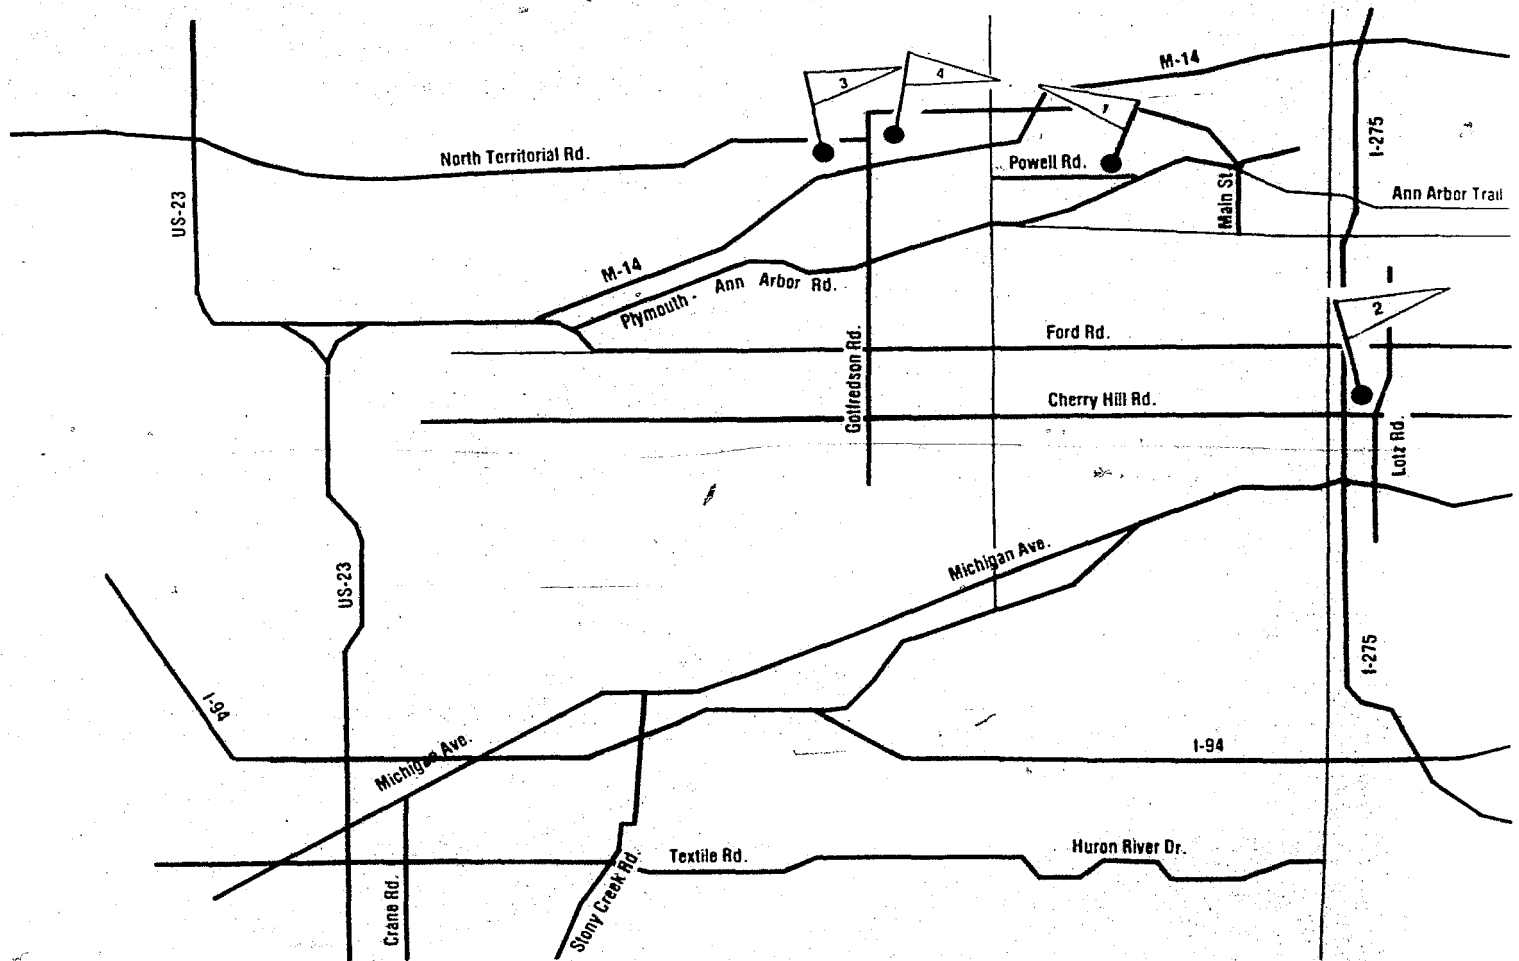 M-14
3
4
1
I-275
North Territorial Rd.
Powell Rd.
US-23
Main St.
Ann Arbor Trail
M-14
Plymouth - Ann Arbor Rd.
2
Ford Rd.
Gotfredson Rd.
Cherry Hill Rd.
Lotz Rd.
Michigan Ave.
US-23
I-275
I-94
Michigan Ave.
I-94
Textile Rd.
Huron River Dr.
Crane Rd.
Stony Creek Rd.